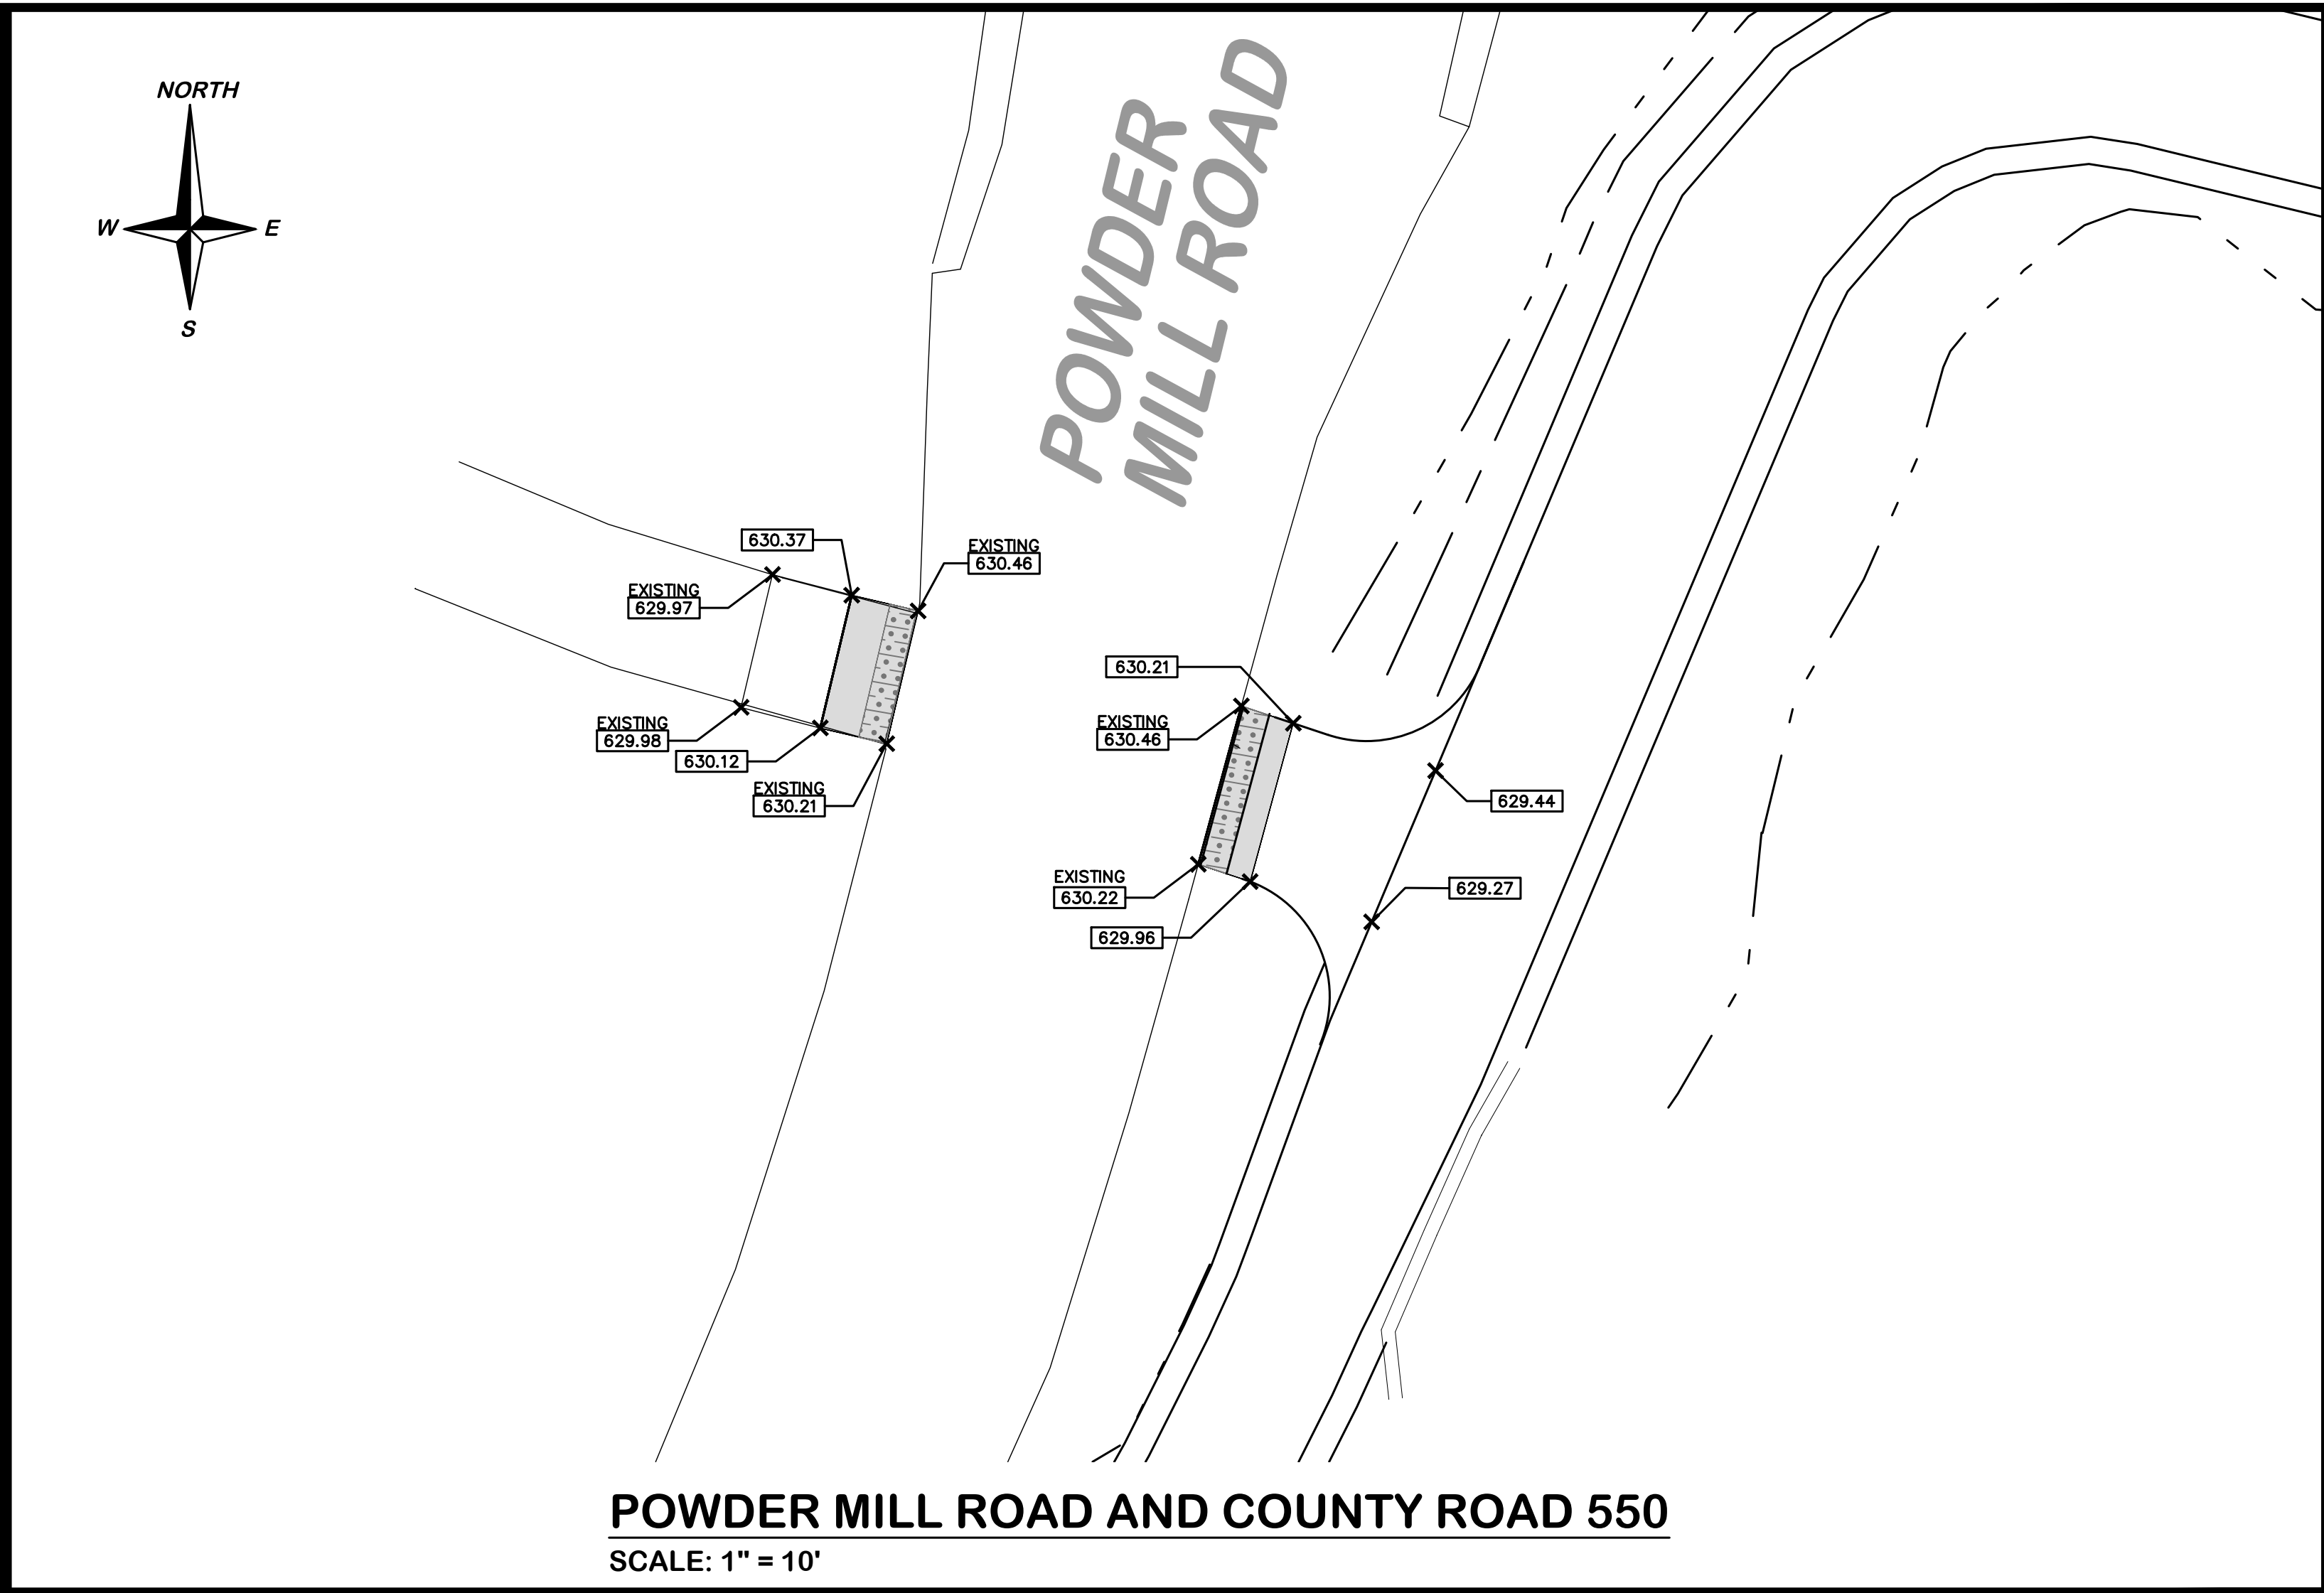 NORTH
W
E
S
POWDER
MILL ROAD
630.37
EXISTING
630.46
EXISTING
629.97
EXISTING
629.98
630.12
EXISTING
630.21
630.21
EXISTING
630.46
629.44
EXISTING
630.22
629.27
629.96
POWDER MILL ROAD AND COUNTY ROAD 550
SCALE: 1" = 10'